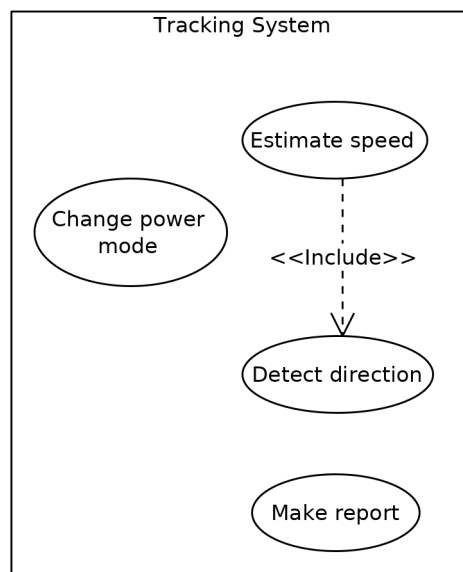 Tracking System
Estimate speed
Change power
mode
<<Include>>
Detect direction
Make report